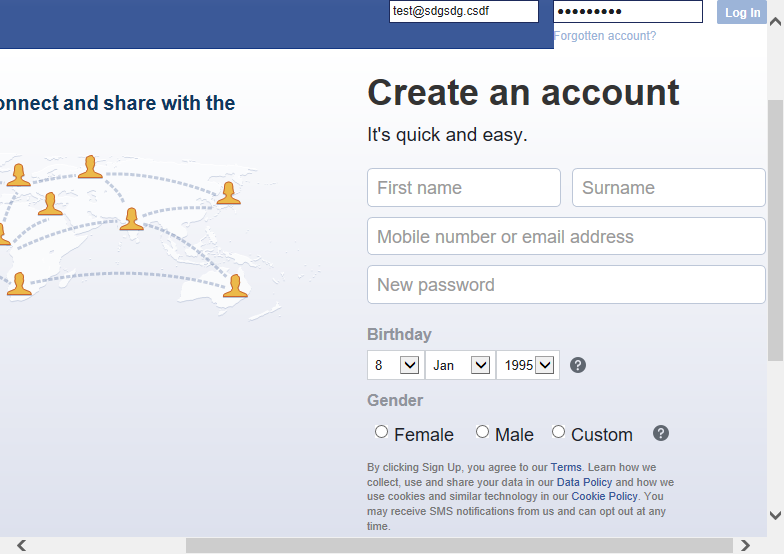 test@sdgsdg.csdf
●●●●●●●●●
Log In
Forgotten account?
onnect and share with the
Create an account
It's quick and easy.
First name
Surname
Mobile number or email address
New password
Birthday
8 Jan 1995 ?
Gender
Female Male Custom ?
By clicking Sign Up, you agree to our Terms. Learn how we
collect, use and share your data in our Data Policy and how we
use cookies and similar technology in our Cookie Policy. You
may receive SMS notifications from us and can opt out at any
time.